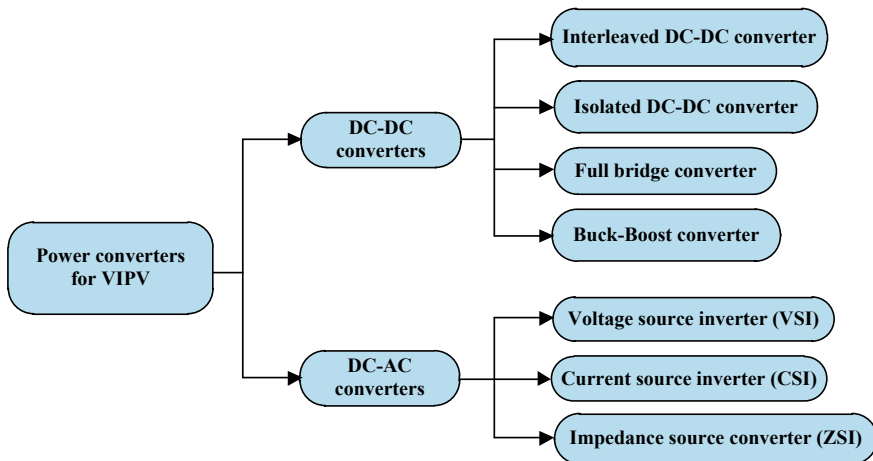 Power converters
for VIPV
DC-DC
converters
Interleaved DC-DC converter
Isolated DC-DC converter
Full bridge converter
Buck-Boost converter
DC-AC
converters
Voltage source inverter (VSI)
Current source inverter (CSI)
Impedance source converter (ZSI)